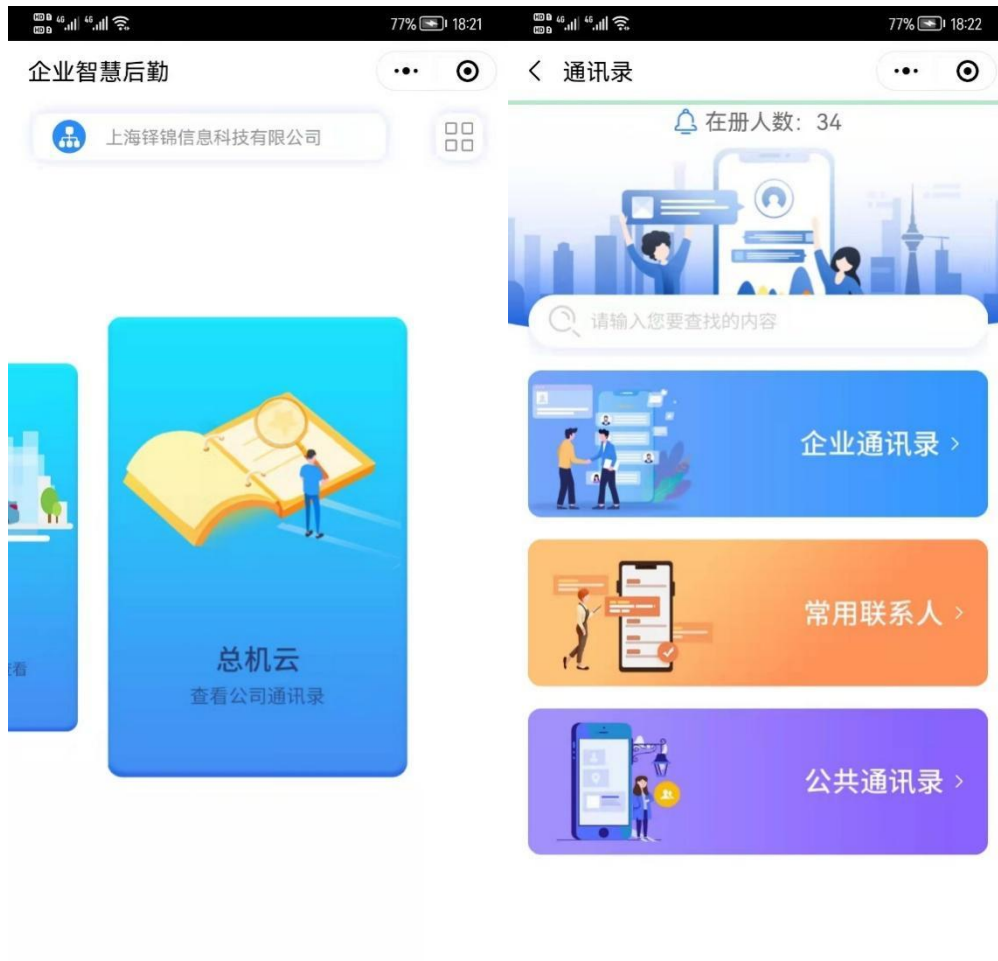 77% 18:21
企业智慧后勤
上海铎锦信息科技有限公司
查看
总机云
查看公司通讯录
77% 18:22
通讯录
在册人数：34
请输入您要查找的内容
企业通讯录
常用联系人
公共通讯录